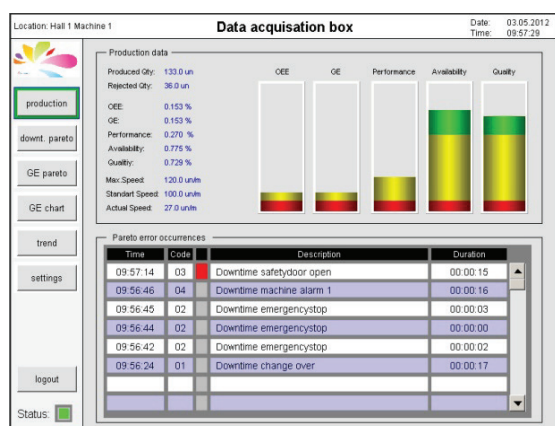 Location: Hall 1 Machine 1
Data acquisation box
Date: 03.05.2012
Time: 09:57:29
production
downt. pareto
GE pareto
GE chart
trend
settings
logout
Status:
Production data
Produced Qty: 133.0 un
Rejected Qty: 36.0 un
OEE: 0.153 %
GE: 0.153 %
Performance: 0.270 %
Availability: 0.775 %
Quality: 0.729 %
Max.Speed: 120.0 un/m
Standart Speed: 100.0 un/m
Actual Speed: 27.0 un/m
OEE GE Performance Availability Quality
Pareto error occurrences
Time Code Description Duration
09:57:14 03 Downtime safetydoor open 00:00:15
09:56:46 04 Downtime machine alarm 1 00:00:16
09:56:45 02 Downtime emergencystop 00:00:03
09:56:44 02 Downtime emergencystop 00:00:00
09:56:42 02 Downtime emergencystop 00:00:02
09:56:24 01 Downtime change over 00:00:17